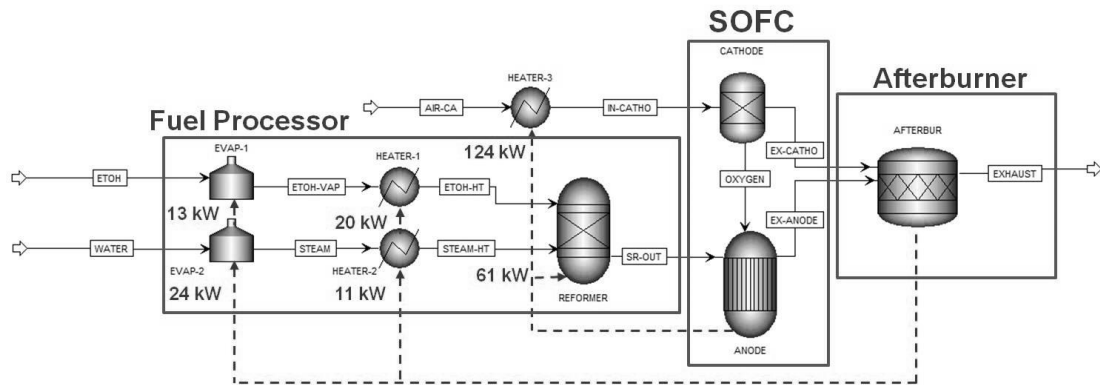 SOFC
CATHODE
Afterburner
HEATER-3
AIR-CA
IN-CATHO
Fuel Processor
124 kW
AFTERBUR
EVAP-1
HEATER-1
EX-CATHO
ETOH
ETOH-VAP
ETOH-HT
OXYGEN
EXHAUST
13 kW
20 kW
EX-ANODE
WATER
STEAM
STEAM-HT
SR-OUT
EVAP-2
HEATER-2
61 kW
24 kW
11 kW
REFORMER
ANODE